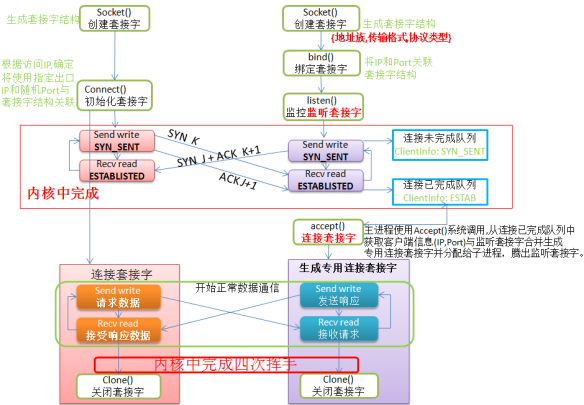 生成套接字结构
Socket()
创建套接字
Socket()
创建套接字
生成套接字结构
{地址族,传输格式,协议类型}
根据访问IP,确定
将使用指定出口
IP和随机Port与
套接字结构关联
bind()
绑定套接字
将IP和Port关联
套接字结构
Connect()
初始化套接字
listen()
监控监听套接字
Send write
SYN_SENT
SYN K
Send write
SYN_SENT
连接未完成队列
ClientInfo: SYN_SENT
SYN J + ACK K+1
Recv read
ESTABLISTED
ACK J+1
Recv read
ESTABLISTED
连接已完成队列
ClientInfo: ESTAB
内核中完成
accept()
连接套接字
主进程使用Accept()系统调用,从连接已完成队列中
获取客户端信息(IP,Port)与监听套接字合并生成
专用连接套接字并分配给子进程，腾出监听套接字。
连接套接字
生成专用连接套接字
开始正常数据通信
Send write
请求数据
Send write
发送响应
Recv read
接受响应数据
Recv read
接收请求
内核中完成四次挥手
Clone()
关闭套接字
Clone()
关闭套接字